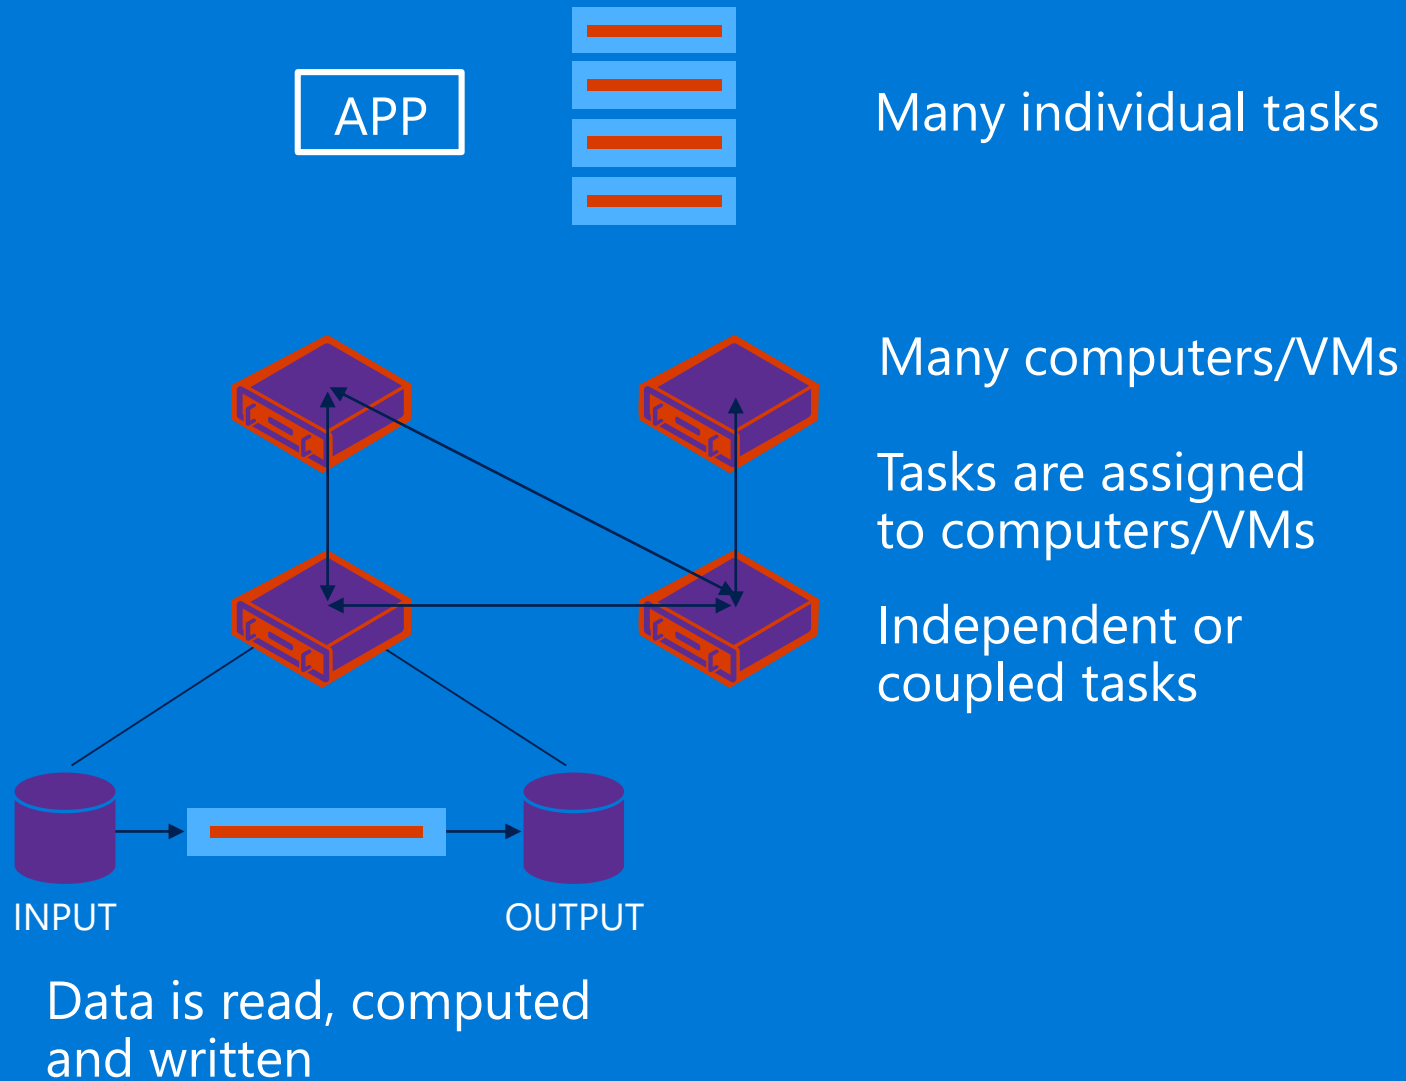 APP
Many individual tasks
Many computers/VMs
Tasks are assigned
to computers/VMs
Independent or
coupled tasks
INPUT
OUTPUT
Data is read, computed
and written